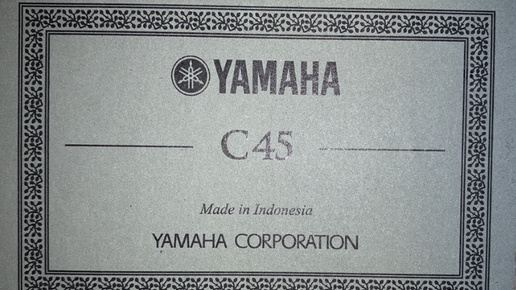 YAMAHA
C45
Made in Indonesia
YAMAHA CORPORATION